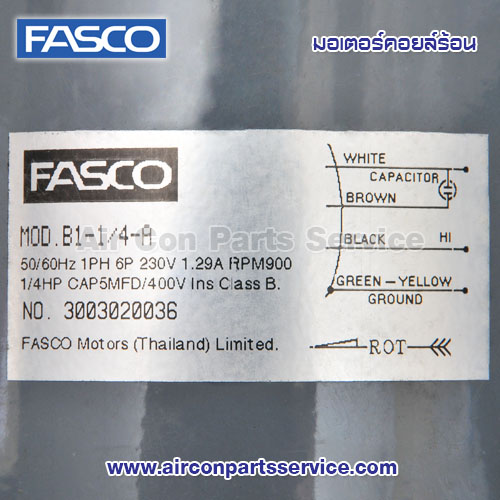 FASCO
มอเตอร์คอยล์ร้อน
FASCO
MOD. B1-1/4-A
50/60Hz 1PH 6P 230V 1.29A RPM900
1/4HP CAP5MFD/400V Ins Class B.
NO. 3003020036
FASCO Motors (Thailand) Limited.
WHITE
CAPACITOR
BROWN
BLACK HI
GREEN-YELLOW
GROUND
ROT
Air Con Parts Service
www.airconpartsservice.com